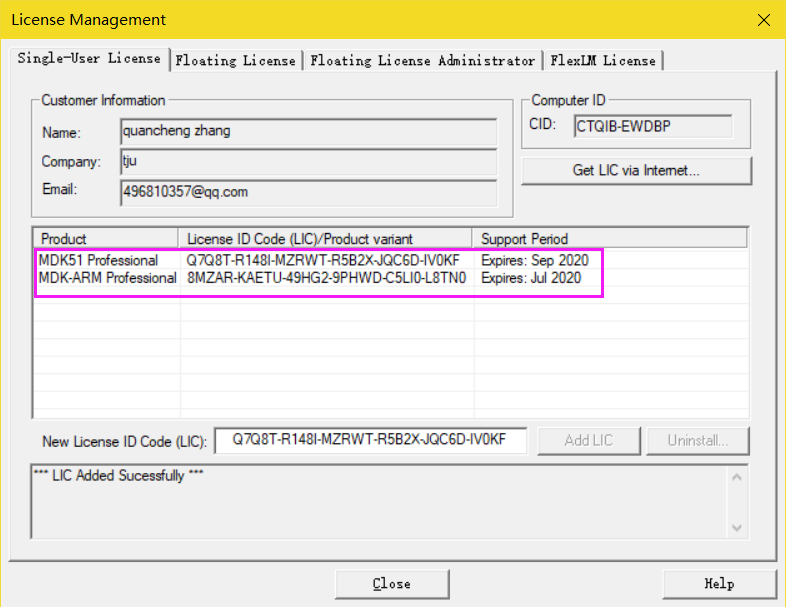 License Management
Single-User License Floating License Floating License Administrator FlexLM License
Customer Information
Name: quancheng zhang
Company: tju
Email: 496810357@qq.com
Computer ID
CID: CTQIB-EWDBP
Get LIC via Internet...
Product License ID Code (LIC)/Product variant Support Period
MDK51 Professional Q7Q8T-R148I-MZRWT-R5B2X-JQC6D-IV0KF Expires: Sep 2020
MDK-ARM Professional 8MZAR-KAETU-49HG2-9PHWD-C5LI0-L8TN0 Expires: Jul 2020
New License ID Code (LIC): Q7Q8T-R148I-MZRWT-R5B2X-JQC6D-IV0KF Add LIC Uninstall...
*** LIC Added Sucessfully ***
Close Help